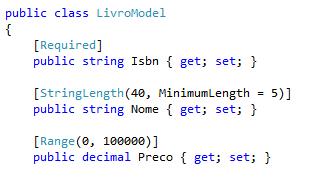 public class LivroModel
{
[Required]
public string Isbn { get; set; }
[StringLength(40, MinimumLength = 5)]
public string Nome { get; set; }
[Range(0, 100000)]
public decimal Preco { get; set; }